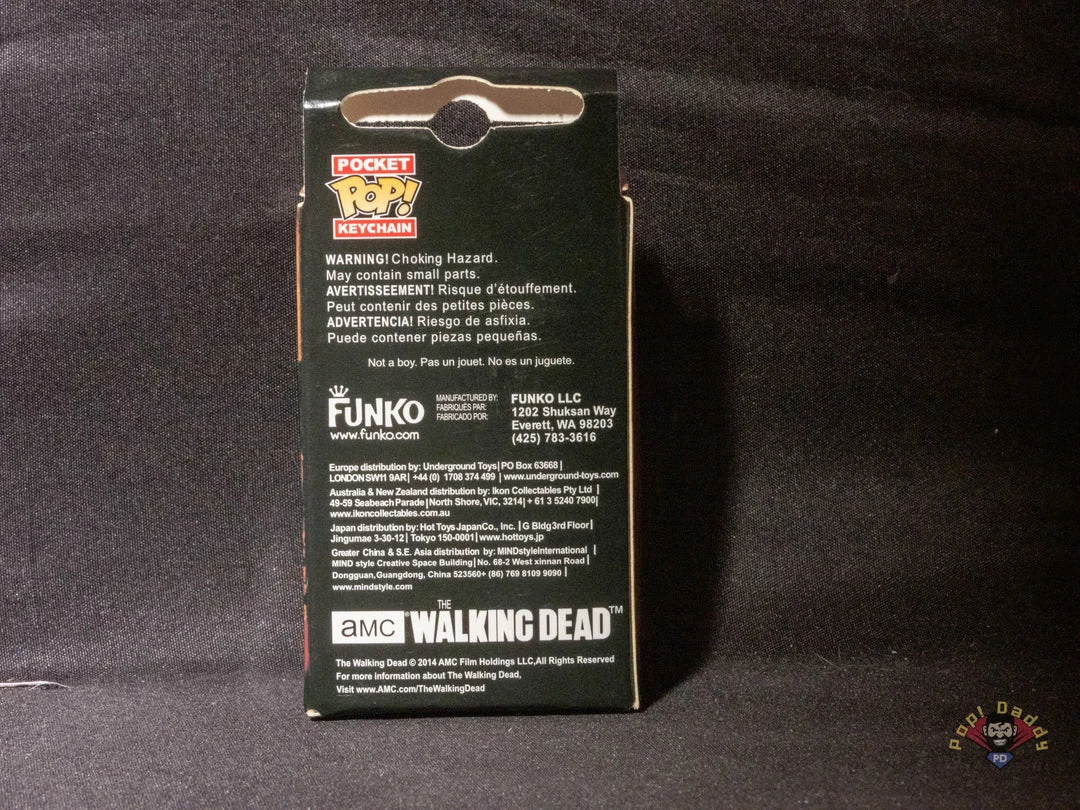 POCKET
POP!
KEYCHAIN
WARNING! Choking Hazard.
May contain small parts.
AVERTISSEEMENT! Risque d'étouffement.
Peut contenir des petites pièces.
ADVERTENCIA! Riesgo de asfixia.
Puede contener piezas pequeñas.
Not a boy. Pas un jouet. No es un juguete.
FUNKO
www.funko.com
MANUFACTURED BY:
FABRIQUÉS PAR:
FABRICADO POR:
FUNKO LLC
1202 Shuksan Way
Everett, WA 98203
(425) 783-3616
Europe distribution by: Underground Toys| PO Box 63668 |
LONDON SW11 9AR| +44 (0) 1708 374 499 | www.underground-toys.com
Australia & New Zealand distribution by: Ikon Collectables Pty Ltd |
49-59 Seabeach Parade|North Shore, VIC, 3214| + 61 3 5240 7900|
www.ikoncollectables.com.au
Japan distribution by: Hot Toys JapanCo., Inc. | G Bldg3rd Floor|
Jingumae 3-30-12| Tokyo 150-0001| www.hottoys.jp
Greater China & S.E. Asia distribution by: MINDstyleInternational |
MIND style Creative Space Building| No. 68-2 West xinnan Road |
Dongguan,Guangdong, China 523560+ (86) 769 8109 9090 |
www.mindstyle.com
aMC THE WALKING DEAD™
The Walking Dead © 2014 AMC Film Holdings LLC,All Rights Reserved
For more information about The Walking Dead,
Visit www.AMC.com/TheWalkingDead
Pop! Daddy
PD